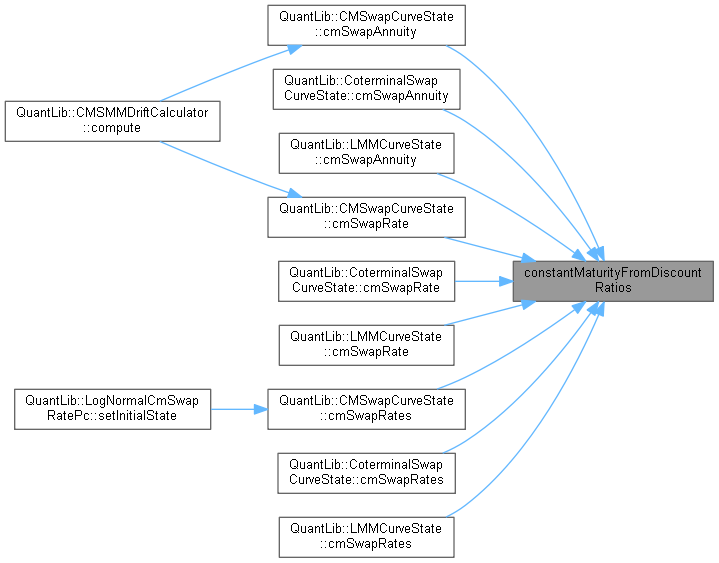 QuantLib::CMSwapCurveState
::cmSwapAnnuity
QuantLib::CoterminalSwap
CurveState::cmSwapAnnuity
QuantLib::CMSMMDriftCalculator
::compute
QuantLib::LMMCurveState
::cmSwapAnnuity
QuantLib::CMSwapCurveState
::cmSwapRate
QuantLib::CoterminalSwap
CurveState::cmSwapRate
constantMaturityFromDiscount
Ratios
QuantLib::LMMCurveState
::cmSwapRate
QuantLib::LogNormalCmSwap
RatePc::setInitialState
QuantLib::CMSwapCurveState
::cmSwapRates
QuantLib::CoterminalSwap
CurveState::cmSwapRates
QuantLib::LMMCurveState
::cmSwapRates